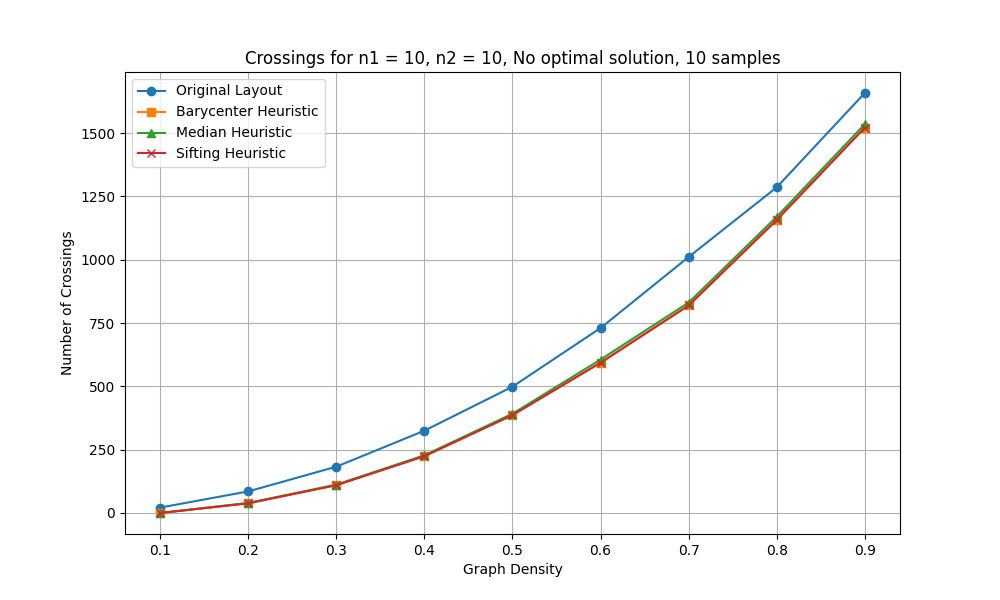 Crossings for n1 = 10, n2 = 10, No optimal solution, 10 samples
Original Layout
Barycenter Heuristic
Median Heuristic
Sifting Heuristic
Number of Crossings
1500
1250
1000
750
500
250
0
0.1 0.2 0.3 0.4 0.5 0.6 0.7 0.8 0.9
Graph Density